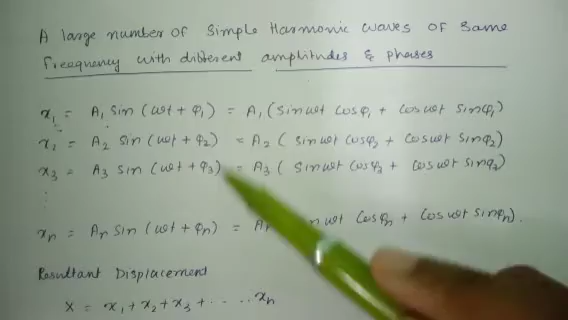 A large number of Simple Harmonic waves of Same
Freequency with different amplitudes & phases
x₁ = A₁ sin (ωt + φ₁) = A₁ (sinωt cosφ₁ + cosωt sinφ₁)
x₂ = A₂ sin (ωt + φ₂) = A₂ ( sinωt cosφ₂ + cosωt sinφ₂)
x₃ = A₃ sin (ωt + φ₃) = A₃ ( sinωt cosφ₃ + cosωt sinφ₃)
xₙ = Aₙ sin (ωt + φₙ) = Aₙ ωt cosφₙ + cosωt sinφₙ).
Resultant Displacement
X = x₁ + x₂ + x₃ + ..... xₙ